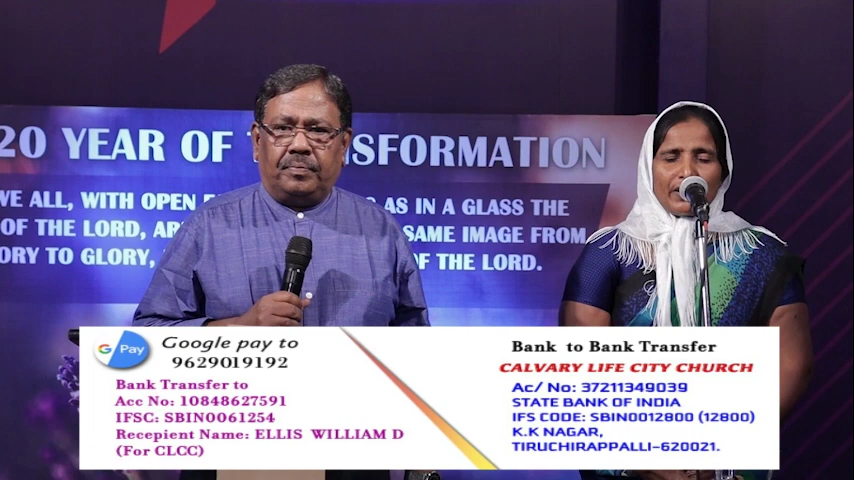 20 YEAR OF T NSFORMATION
VE ALL, WITH OPEN F AS IN A GLASS THE
OF THE LORD, AR SAME IMAGE FROM
ORY TO GLORY, OF THE LORD.
G Pay
Google pay to
9629019192
Bank Transfer to
Acc No: 10848627591
IFSC: SBIN0061254
Recepient Name: ELLIS WILLIAM D
(For CLCC)
Bank to Bank Transfer
CALVARY LIFE CITY CHURCH
Ac/ No: 37211349039
STATE BANK OF INDIA
IFS CODE: SBIN0012800 (12800)
K.K NAGAR,
TIRUCHIRAPPALLI-620021.